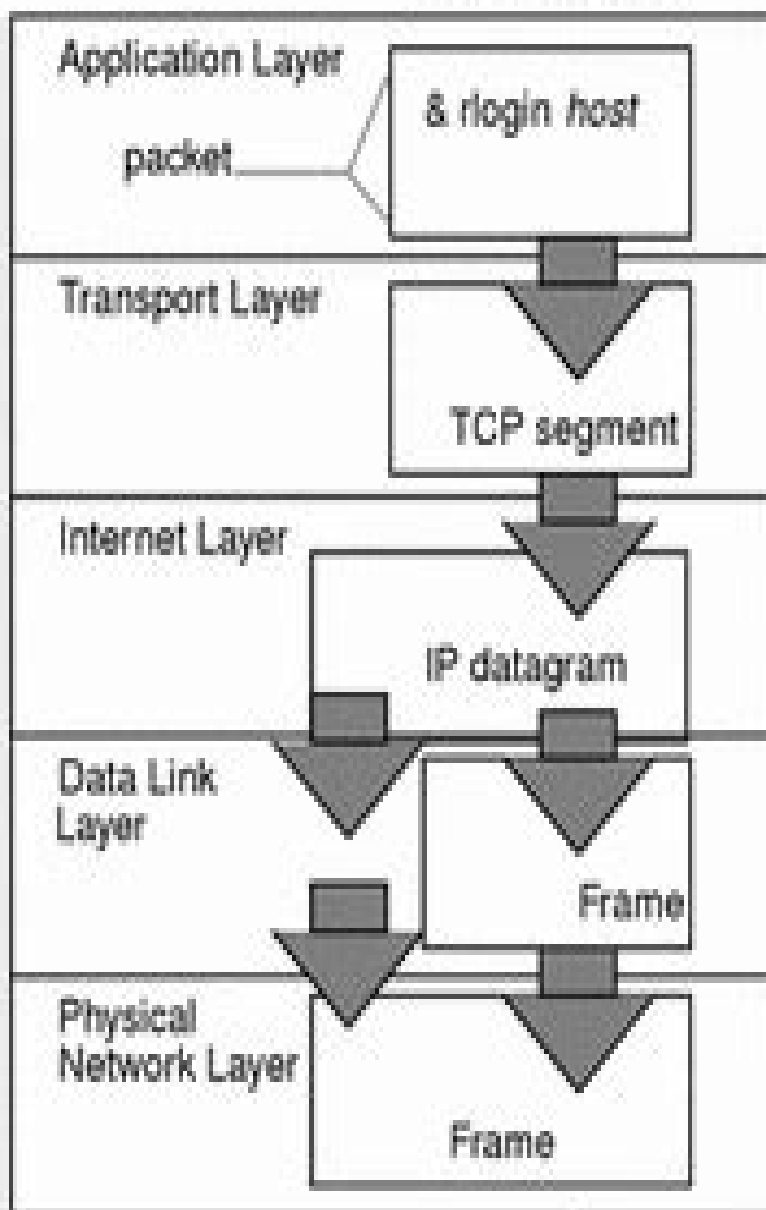 Application Layer
& rlogin host
packet
Transport Layer
TCP segment
Internet Layer
IP datagram
Data Link
Layer
Frame
Physical
Network Layer
Frame